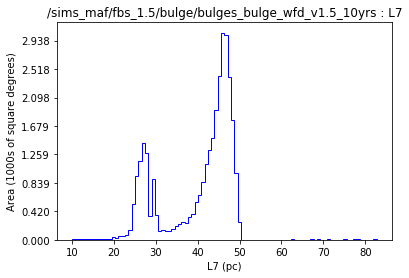 /sims_maf/fbs_1.5/bulge/bulges_bulge_wfd_v1.5_10yrs : L7
2.938
2.518
2.098
1.679
1.259
0.839
0.420
0.000
Area (1000s of square degrees)
10 20 30 40 50 60 70 80
L7 (pc)